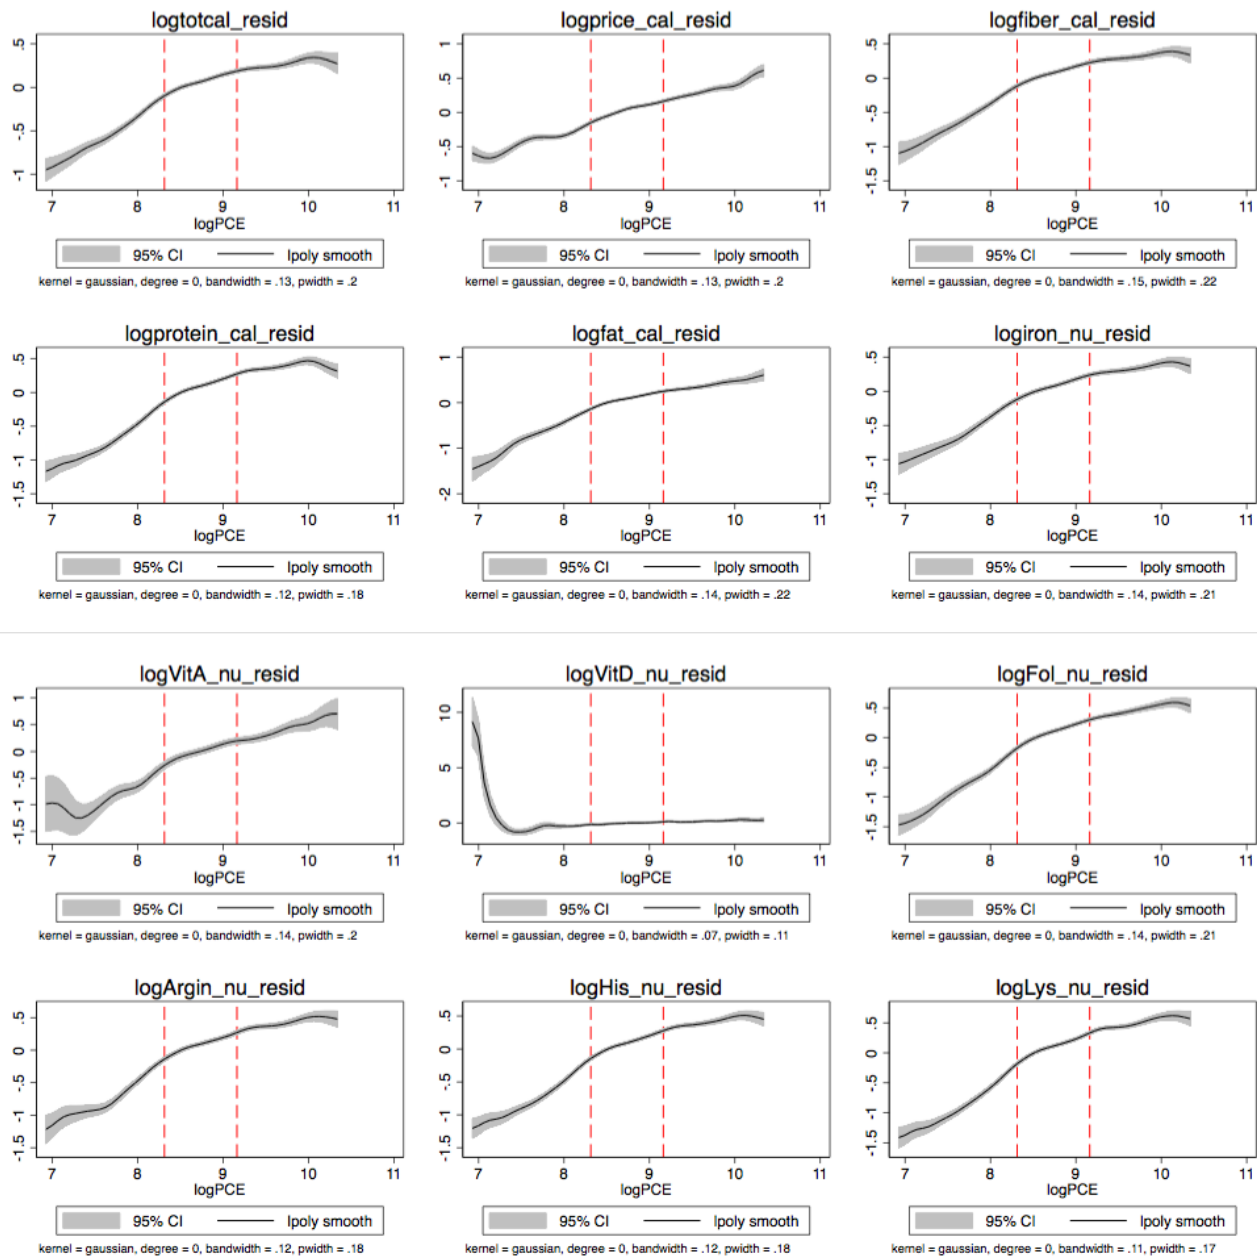 logtotcal_resid
.5
0
-.5
-1
7 8 9 10 11
logPCE
95% CI lpoly smooth
kernel = gaussian, degree = 0, bandwidth = .13, pwidth = .2
logprice_cal_resid
1
.5
0
-.5
-1
7 8 9 10 11
logPCE
95% CI lpoly smooth
kernel = gaussian, degree = 0, bandwidth = .13, pwidth = .2
logfiber_cal_resid
.5
0
-.5
-1
-1.5
7 8 9 10 11
logPCE
95% CI lpoly smooth
kernel = gaussian, degree = 0, bandwidth = .15, pwidth = .22
logprotein_cal_resid
.5
0
-.5
-1
-1.5
7 8 9 10 11
logPCE
95% CI lpoly smooth
kernel = gaussian, degree = 0, bandwidth = .12, pwidth = .18
logfat_cal_resid
1
0
-1
-2
7 8 9 10 11
logPCE
95% CI lpoly smooth
kernel = gaussian, degree = 0, bandwidth = .14, pwidth = .22
logiron_nu_resid
.5
0
-.5
-1
-1.5
7 8 9 10 11
logPCE
95% CI lpoly smooth
kernel = gaussian, degree = 0, bandwidth = .14, pwidth = .21
logVitA_nu_resid
1
.5
0
-.5
-1
-1.5
7 8 9 10 11
logPCE
95% CI lpoly smooth
kernel = gaussian, degree = 0, bandwidth = .14, pwidth = .2
logVitD_nu_resid
10
5
0
7 8 9 10 11
logPCE
95% CI lpoly smooth
kernel = gaussian, degree = 0, bandwidth = .07, pwidth = .11
logFol_nu_resid
.5
0
-.5
-1
-1.5
7 8 9 10 11
logPCE
95% CI lpoly smooth
kernel = gaussian, degree = 0, bandwidth = .14, pwidth = .21
logArgin_nu_resid
.5
0
-.5
-1
-1.5
7 8 9 10 11
logPCE
95% CI lpoly smooth
kernel = gaussian, degree = 0, bandwidth = .12, pwidth = .18
logHis_nu_resid
.5
0
-.5
-1
-1.5
7 8 9 10 11
logPCE
95% CI lpoly smooth
kernel = gaussian, degree = 0, bandwidth = .12, pwidth = .18
logLys_nu_resid
.5
0
-.5
-1
-1.5
7 8 9 10 11
logPCE
95% CI lpoly smooth
kernel = gaussian, degree = 0, bandwidth = .11, pwidth = .17